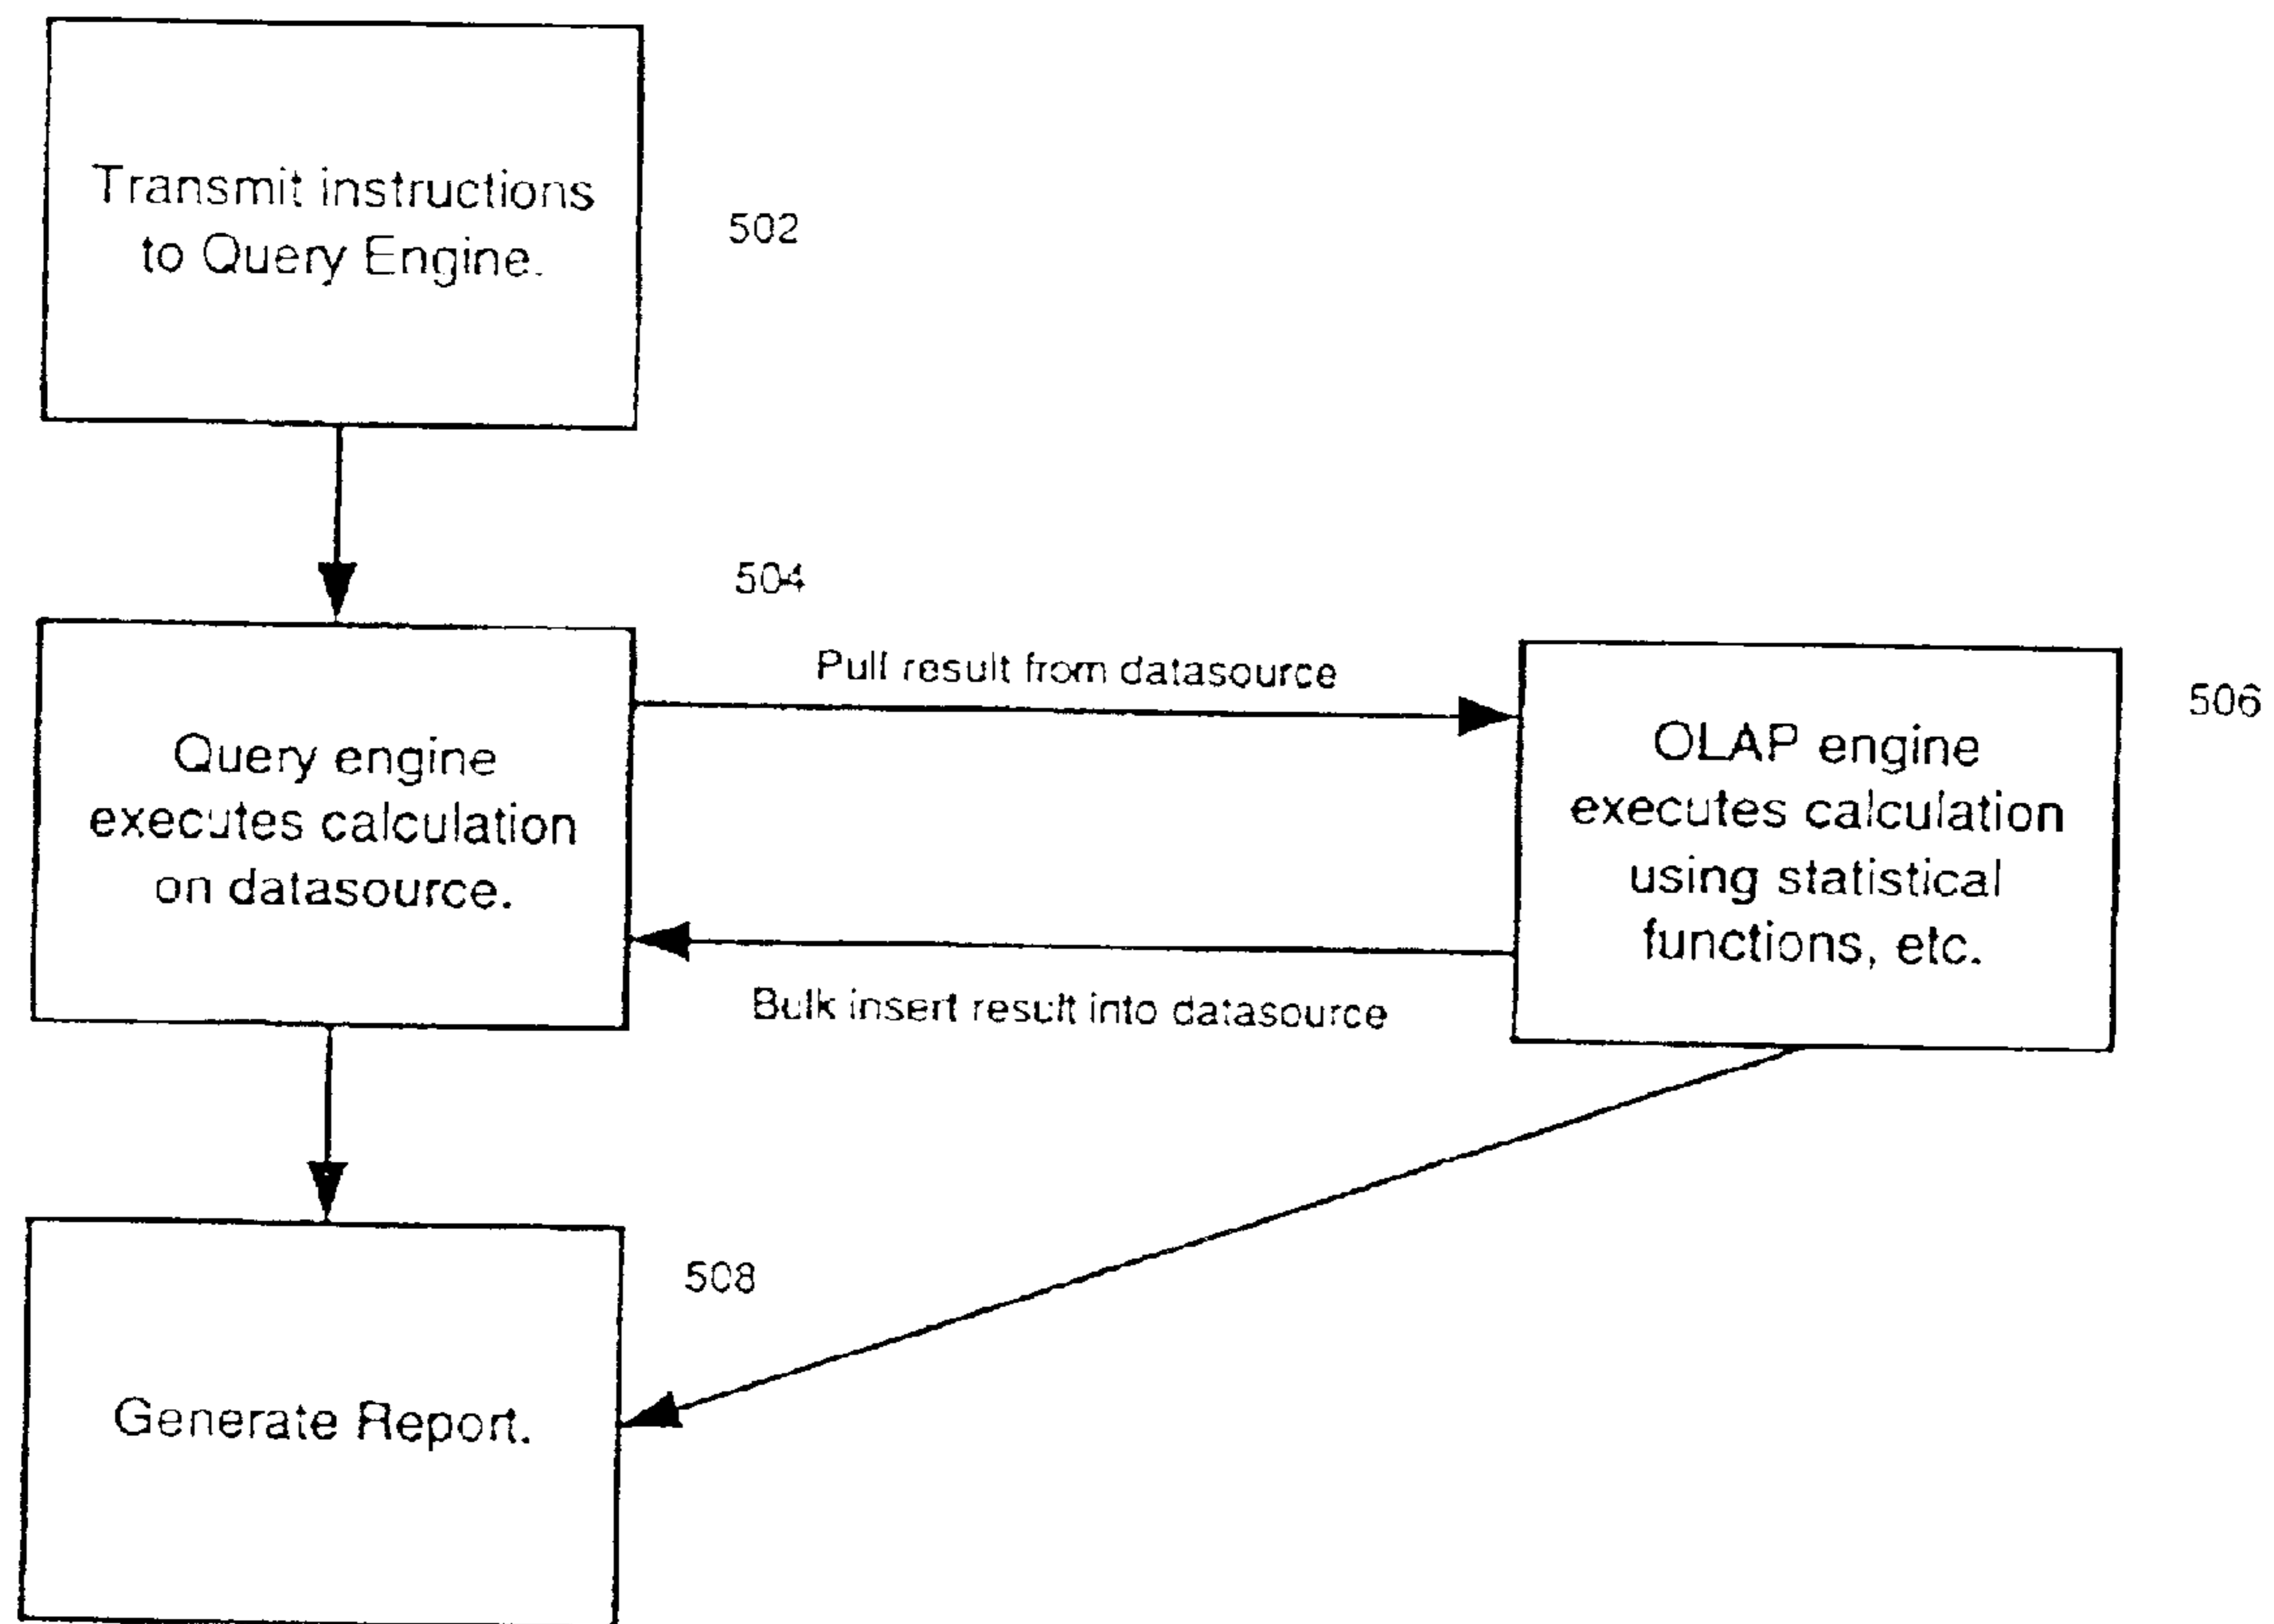 Transmit instructions
to Query Engine.
502
504
Query engine
executes calculation
on datasource.
Pull result from datasource
Bulk insert result into datasource
OLAP engine
executes calculation
using statistical
functions, etc.
506
508
Generate Report.